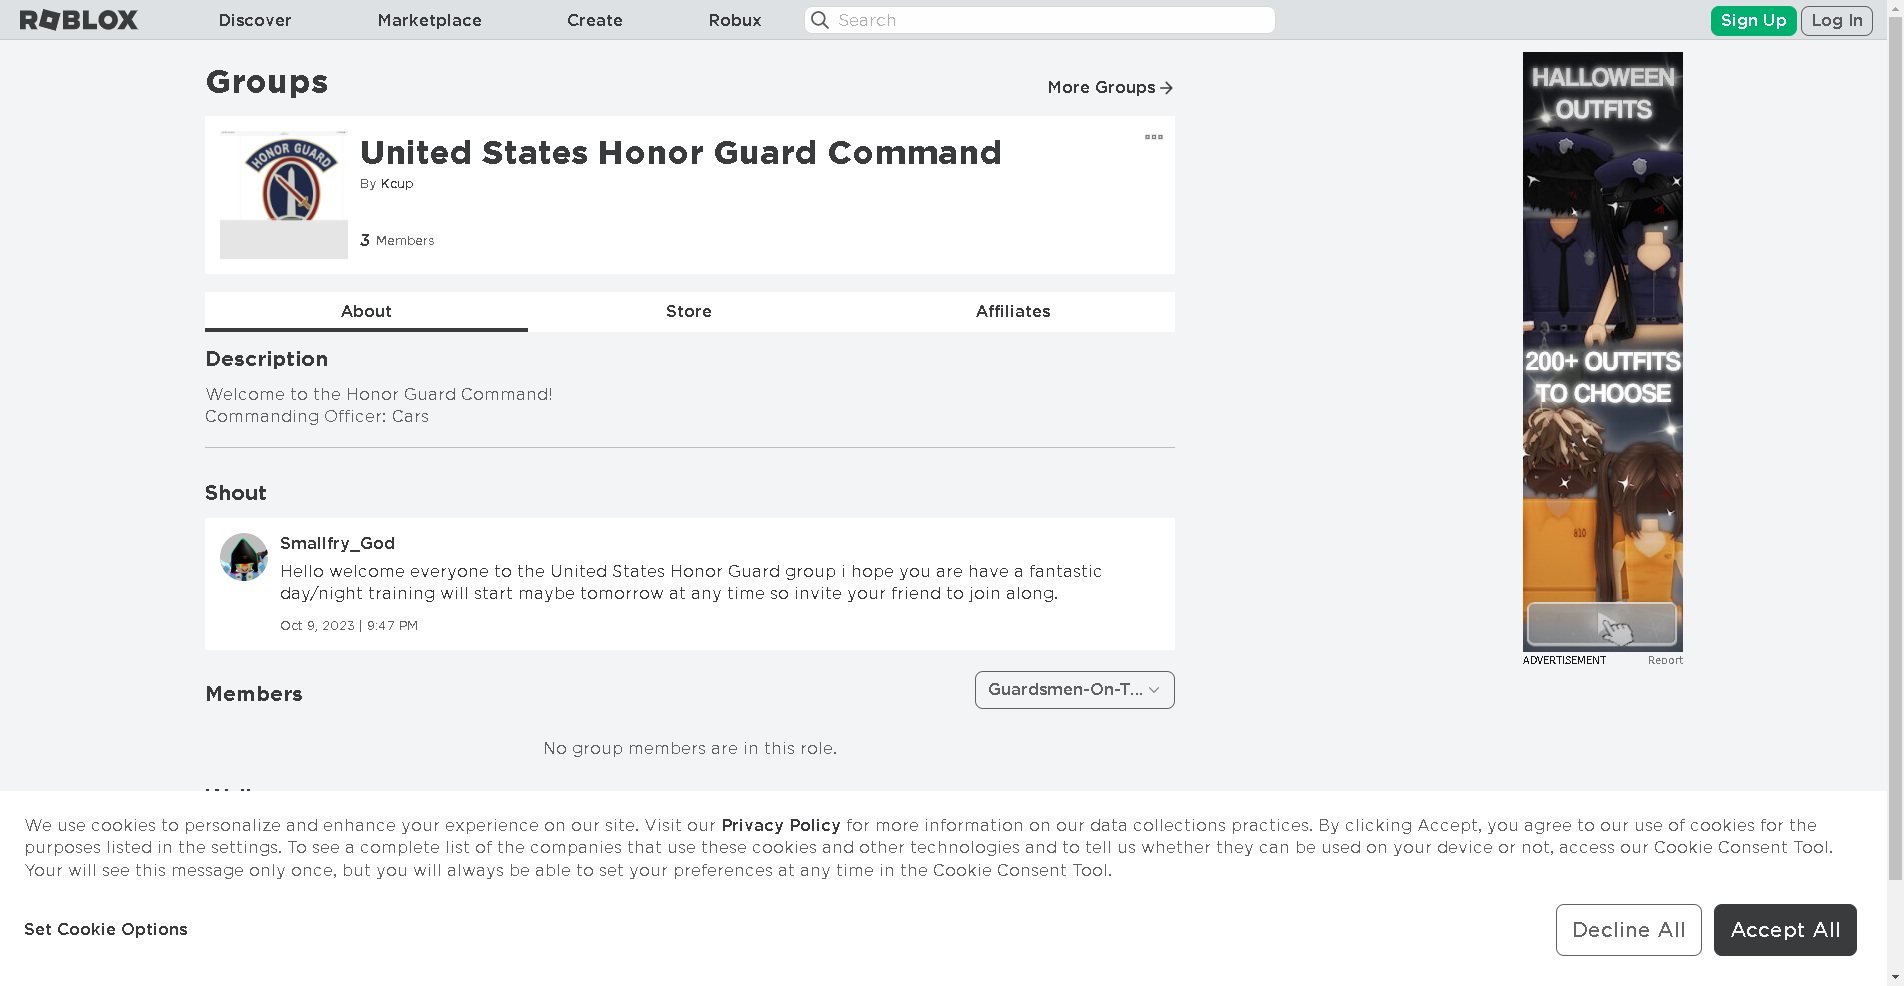 ROBLOX
Discover
Marketplace
Create
Robux
Search
Sign Up
Log In
Groups
More Groups
HONOR GUARD
United States Honor Guard Command
By Kcup
3 Members
About
Store
Affiliates
Description
Welcome to the Honor Guard Command!
Commanding Officer: Cars
Shout
Smallfry_God
Hello welcome everyone to the United States Honor Guard group i hope you are have a fantastic
day/night training will start maybe tomorrow at any time so invite your friend to join along.
Oct 9, 2023 | 9:47 PM
Members
Guardsmen-On-T...
No group members are in this role.
HALLOWEEN
OUTFITS
200+ OUTFITS
TO CHOOSE
ADVERTISEMENT
Report
We use cookies to personalize and enhance your experience on our site. Visit our Privacy Policy for more information on our data collections practices. By clicking Accept, you agree to our use of cookies for the
purposes listed in the settings. To see a complete list of the companies that use these cookies and other technologies and to tell us whether they can be used on your device or not, access our Cookie Consent Tool.
Your will see this message only once, but you will always be able to set your preferences at any time in the Cookie Consent Tool.
Set Cookie Options
Decline All
Accept All